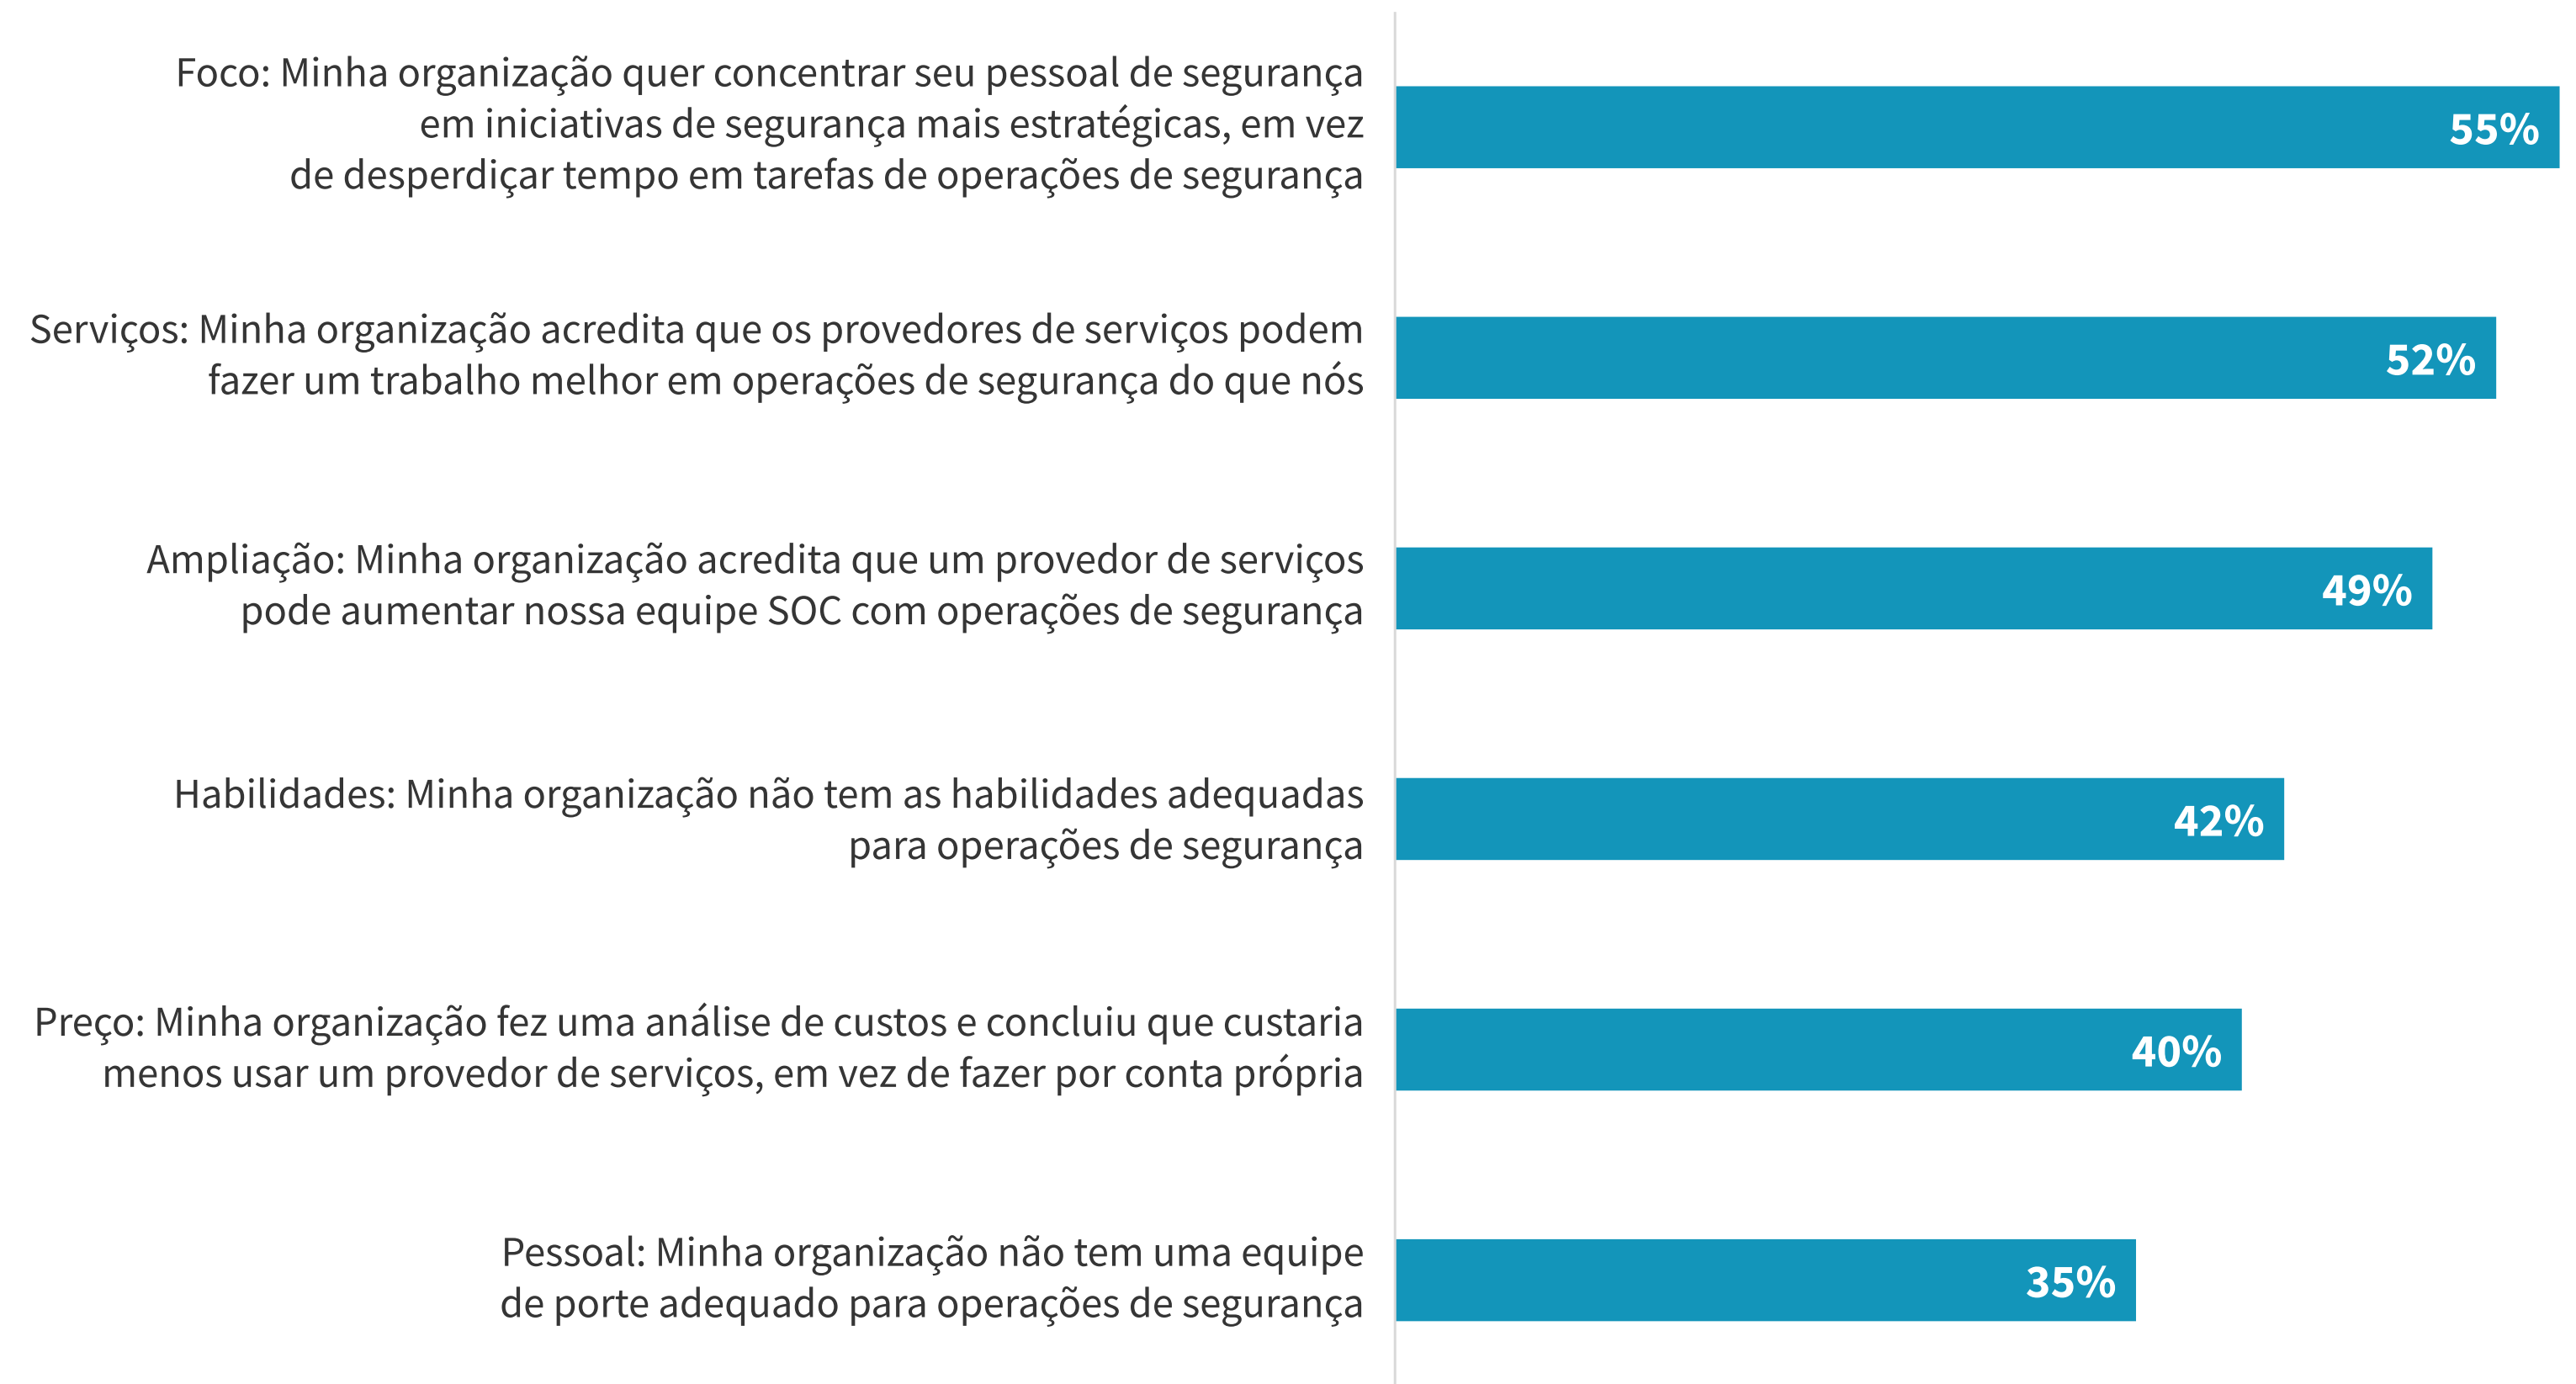 Foco: Minha organização quer concentrar seu pessoal de segurança
em iniciativas de segurança mais estratégicas, em vez
de desperdiçar tempo em tarefas de operações de segurança
55%
Serviços: Minha organização acredita que os provedores de serviços podem
fazer um trabalho melhor em operações de segurança do que nós
52%
Ampliação: Minha organização acredita que um provedor de serviços
pode aumentar nossa equipe SOC com operações de segurança
49%
Habilidades: Minha organização não tem as habilidades adequadas
para operações de segurança
42%
Preço: Minha organização fez uma análise de custos e concluiu que custaria
menos usar um provedor de serviços, em vez de fazer por conta própria
40%
Pessoal: Minha organização não tem uma equipe
de porte adequado para operações de segurança
35%